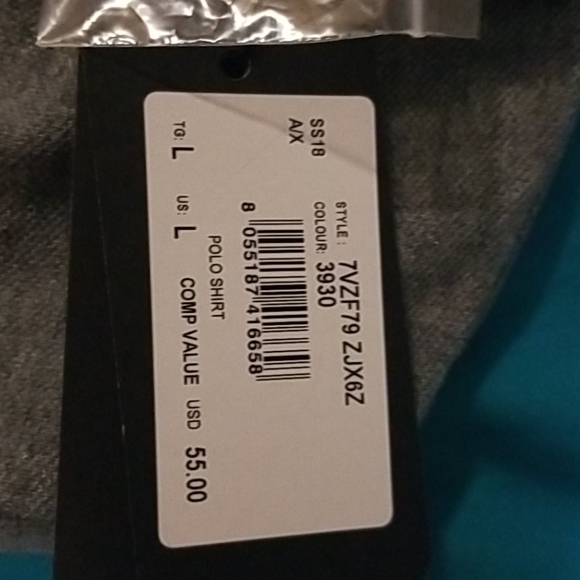 SS18
A/X
STYLE: 7VZF79 ZJX6Z
COLOUR: 3930
8 055187 416658
POLO SHIRT
TG: L US: L COMP VALUE USD 55.00